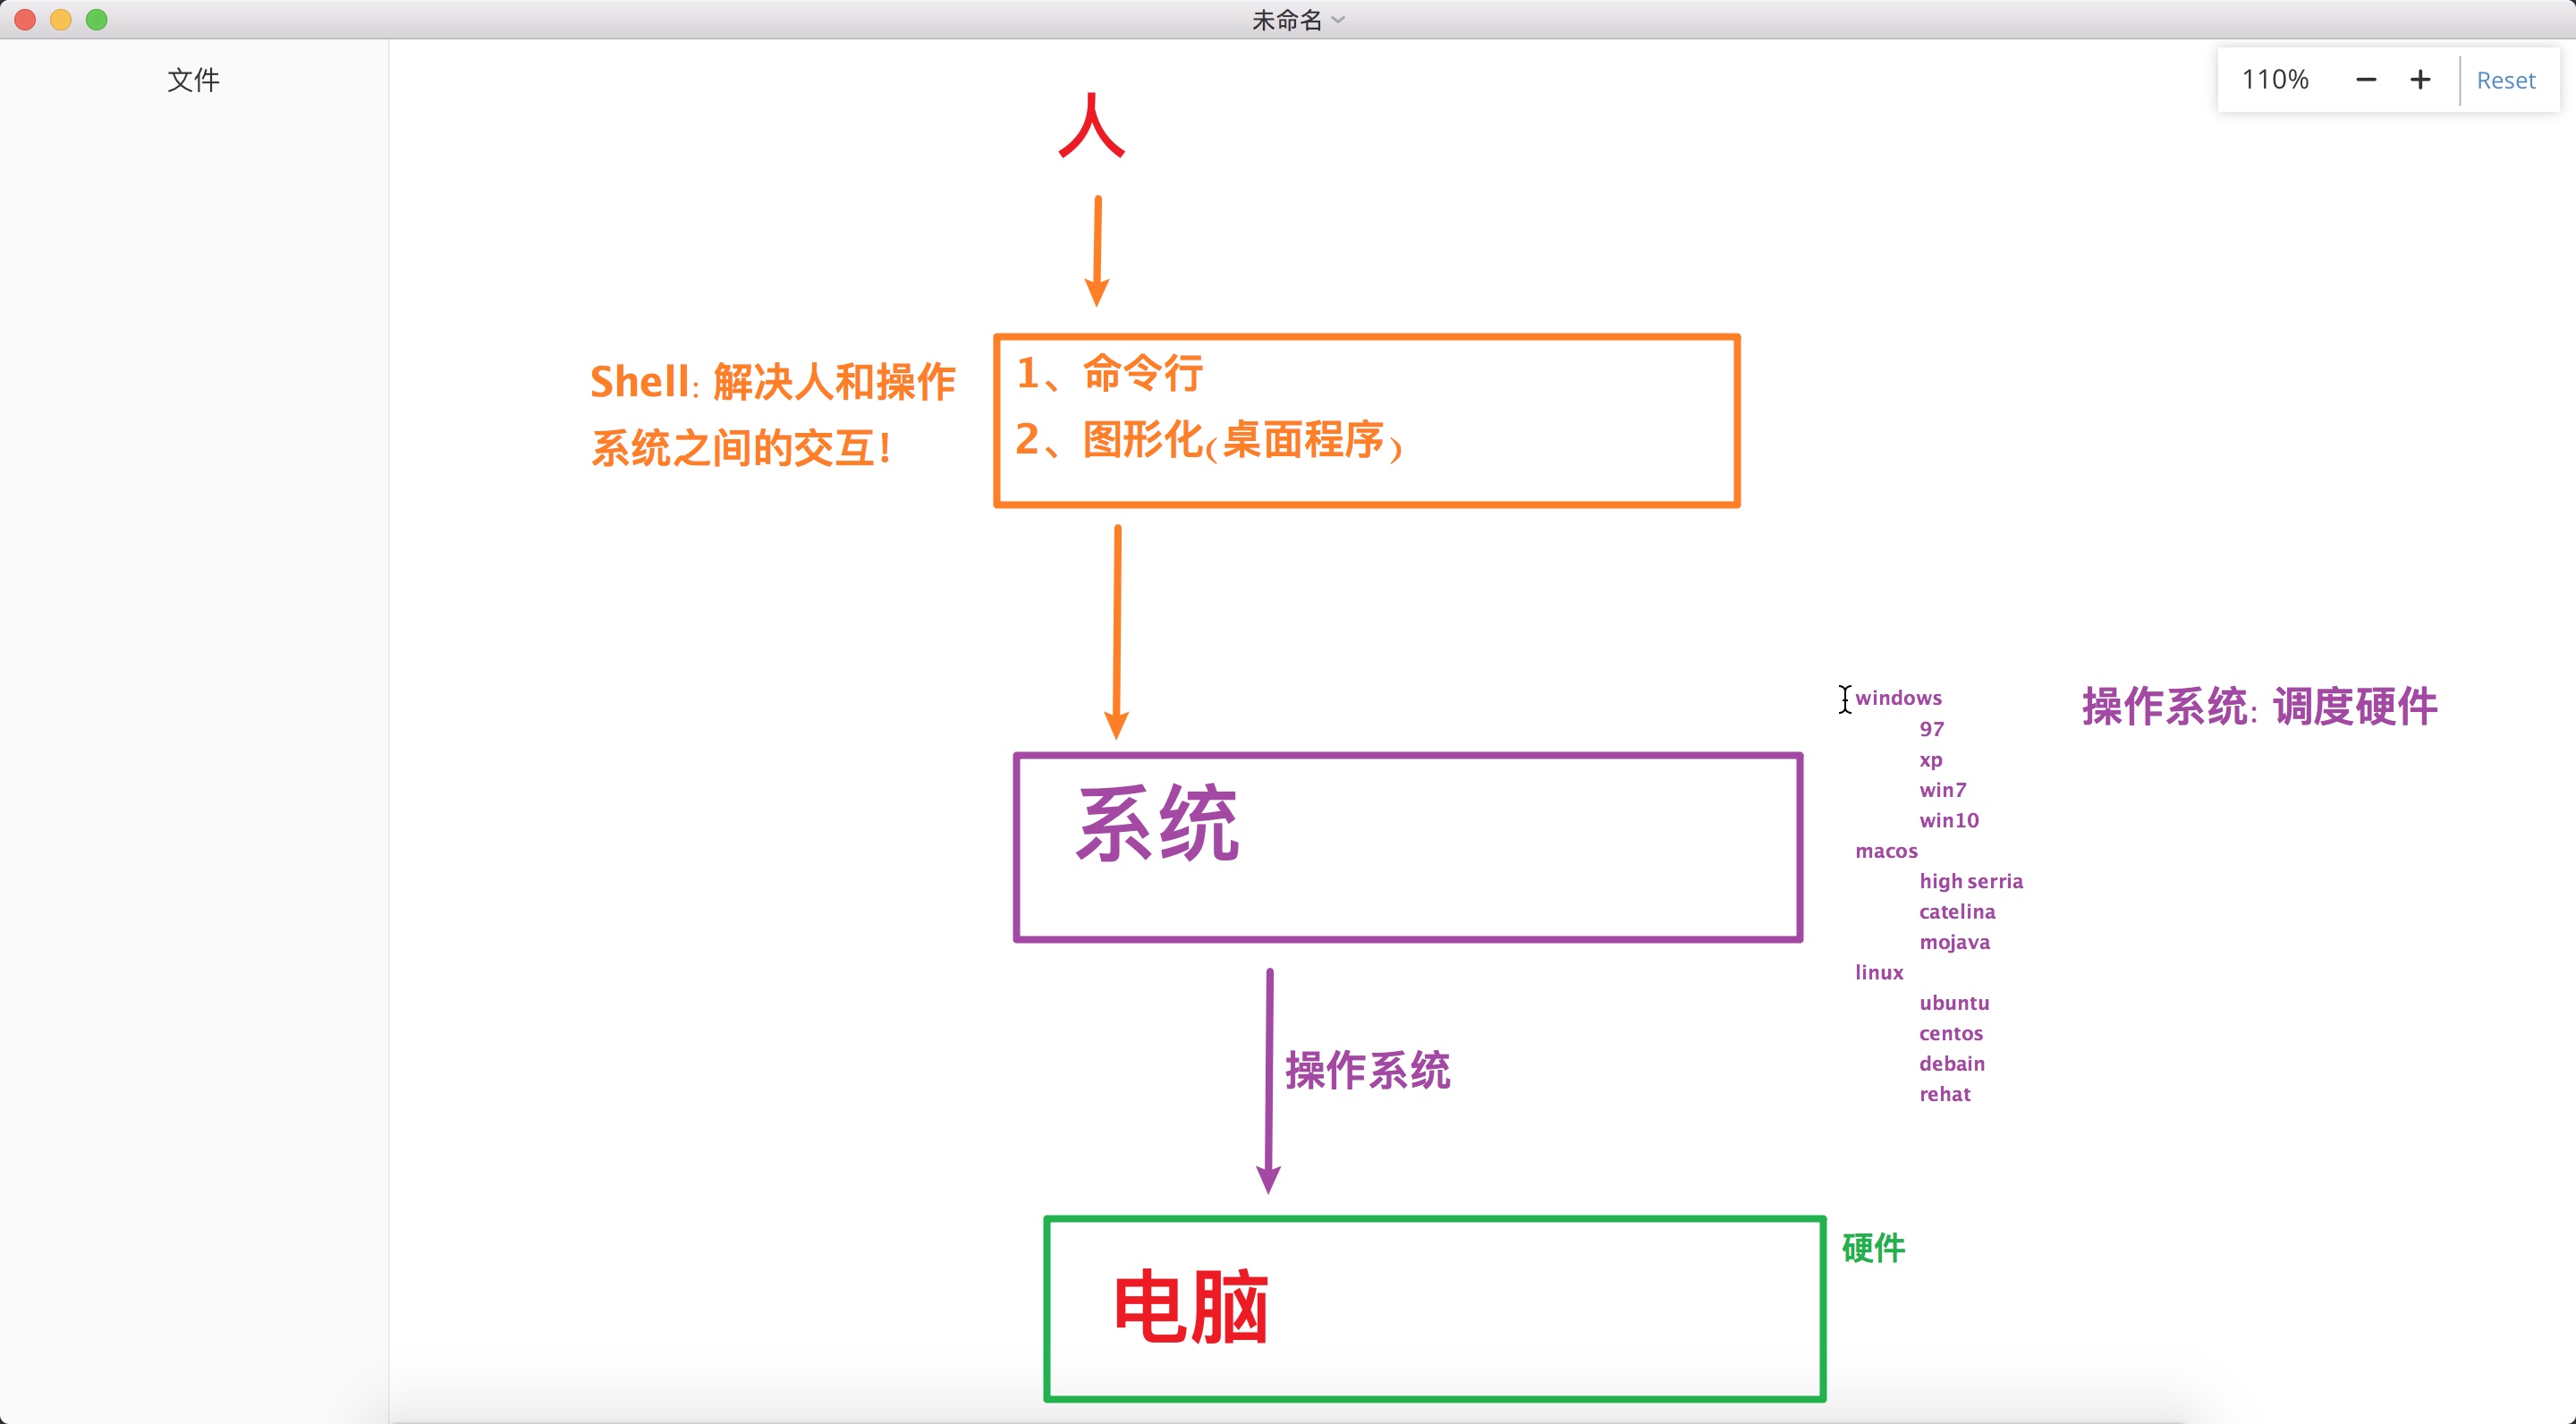 未命名
文件
110% − + Reset
人
Shell: 解决人和操作
系统之间的交互!
1、命令行
2、图形化(桌面程序)
系统
windows
97
xp
win7
win10
macos
high serria
catelina
mojava
linux
ubuntu
centos
debain
rehat
操作系统: 调度硬件
操作系统
电脑
硬件